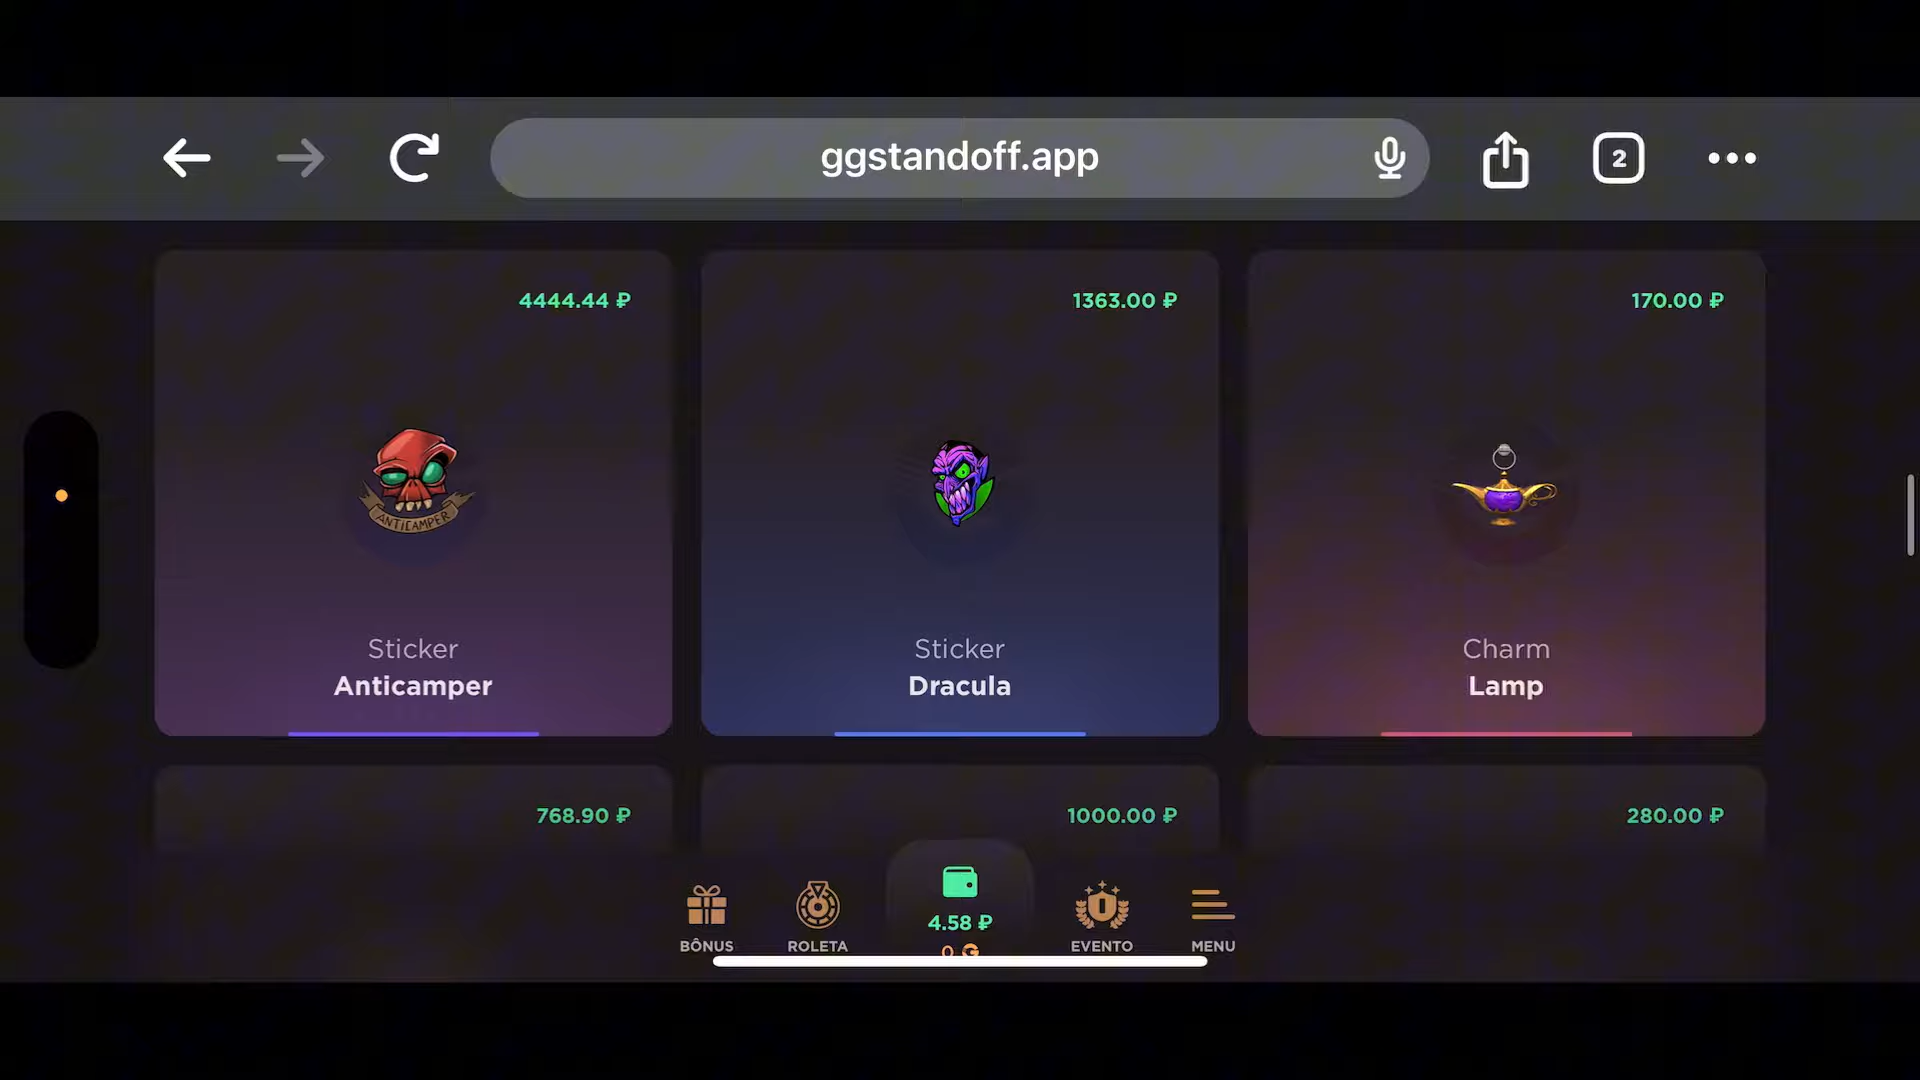 ggstandoff.app
2
4444.44 ₽
1363.00 ₽
170.00 ₽
ANTICAMPER
Sticker
Anticamper
Sticker
Dracula
Charm
Lamp
768.90 ₽
1000.00 ₽
280.00 ₽
BÔNUS
ROLETA
4.58 ₽
0 G
EVENTO
MENU